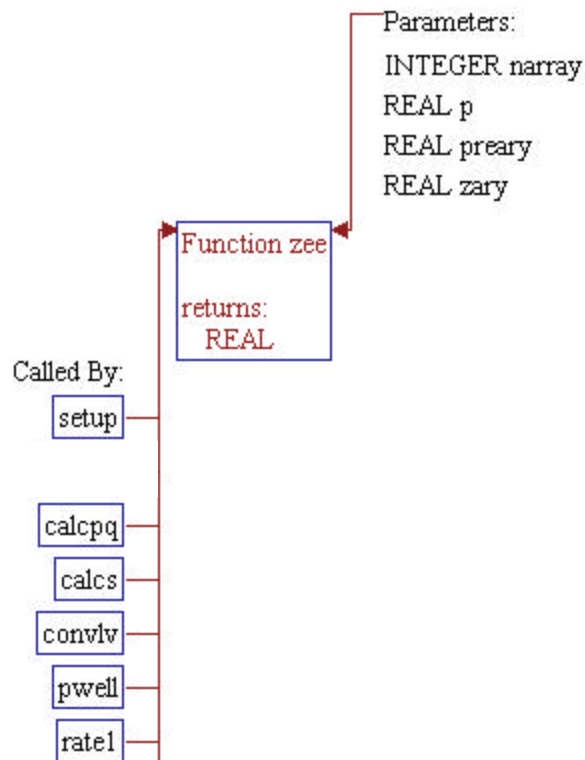 Parameters:
INTEGER narray
REAL p
REAL preary
REAL zary
Function zee
returns:
REAL
Called By:
setup
calcpq
calcs
convlv
pwell
rate1